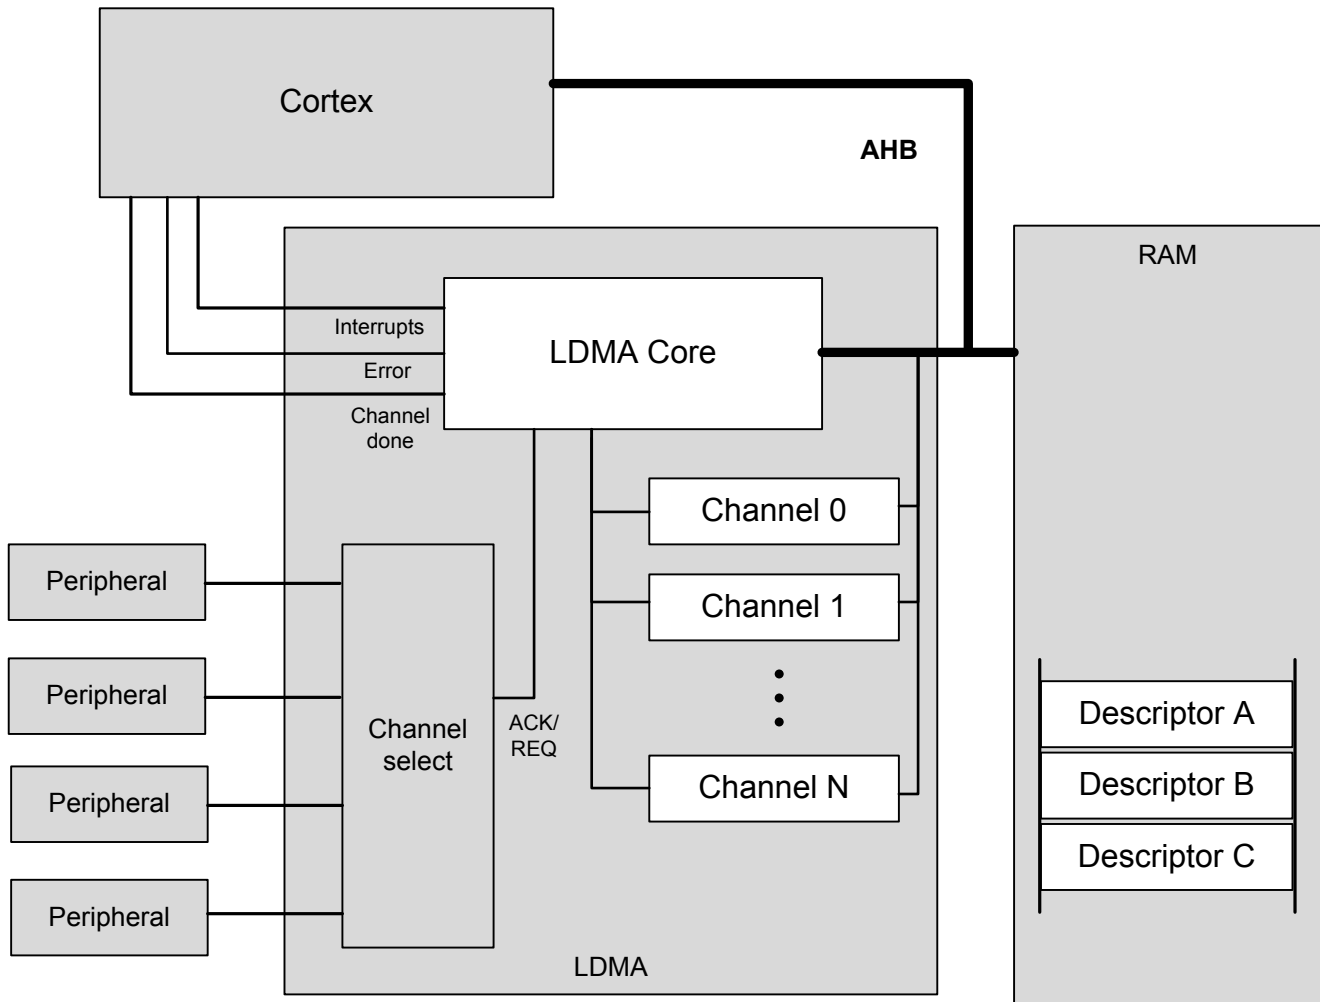 Cortex
AHB
RAM
Interrupts
LDMA Core
Error
Channel
done
Channel 0
Peripheral
Channel 1
Peripheral
Channel
select
ACK/
REQ
Descriptor A
Channel N
Descriptor B
Peripheral
Descriptor C
Peripheral
LDMA